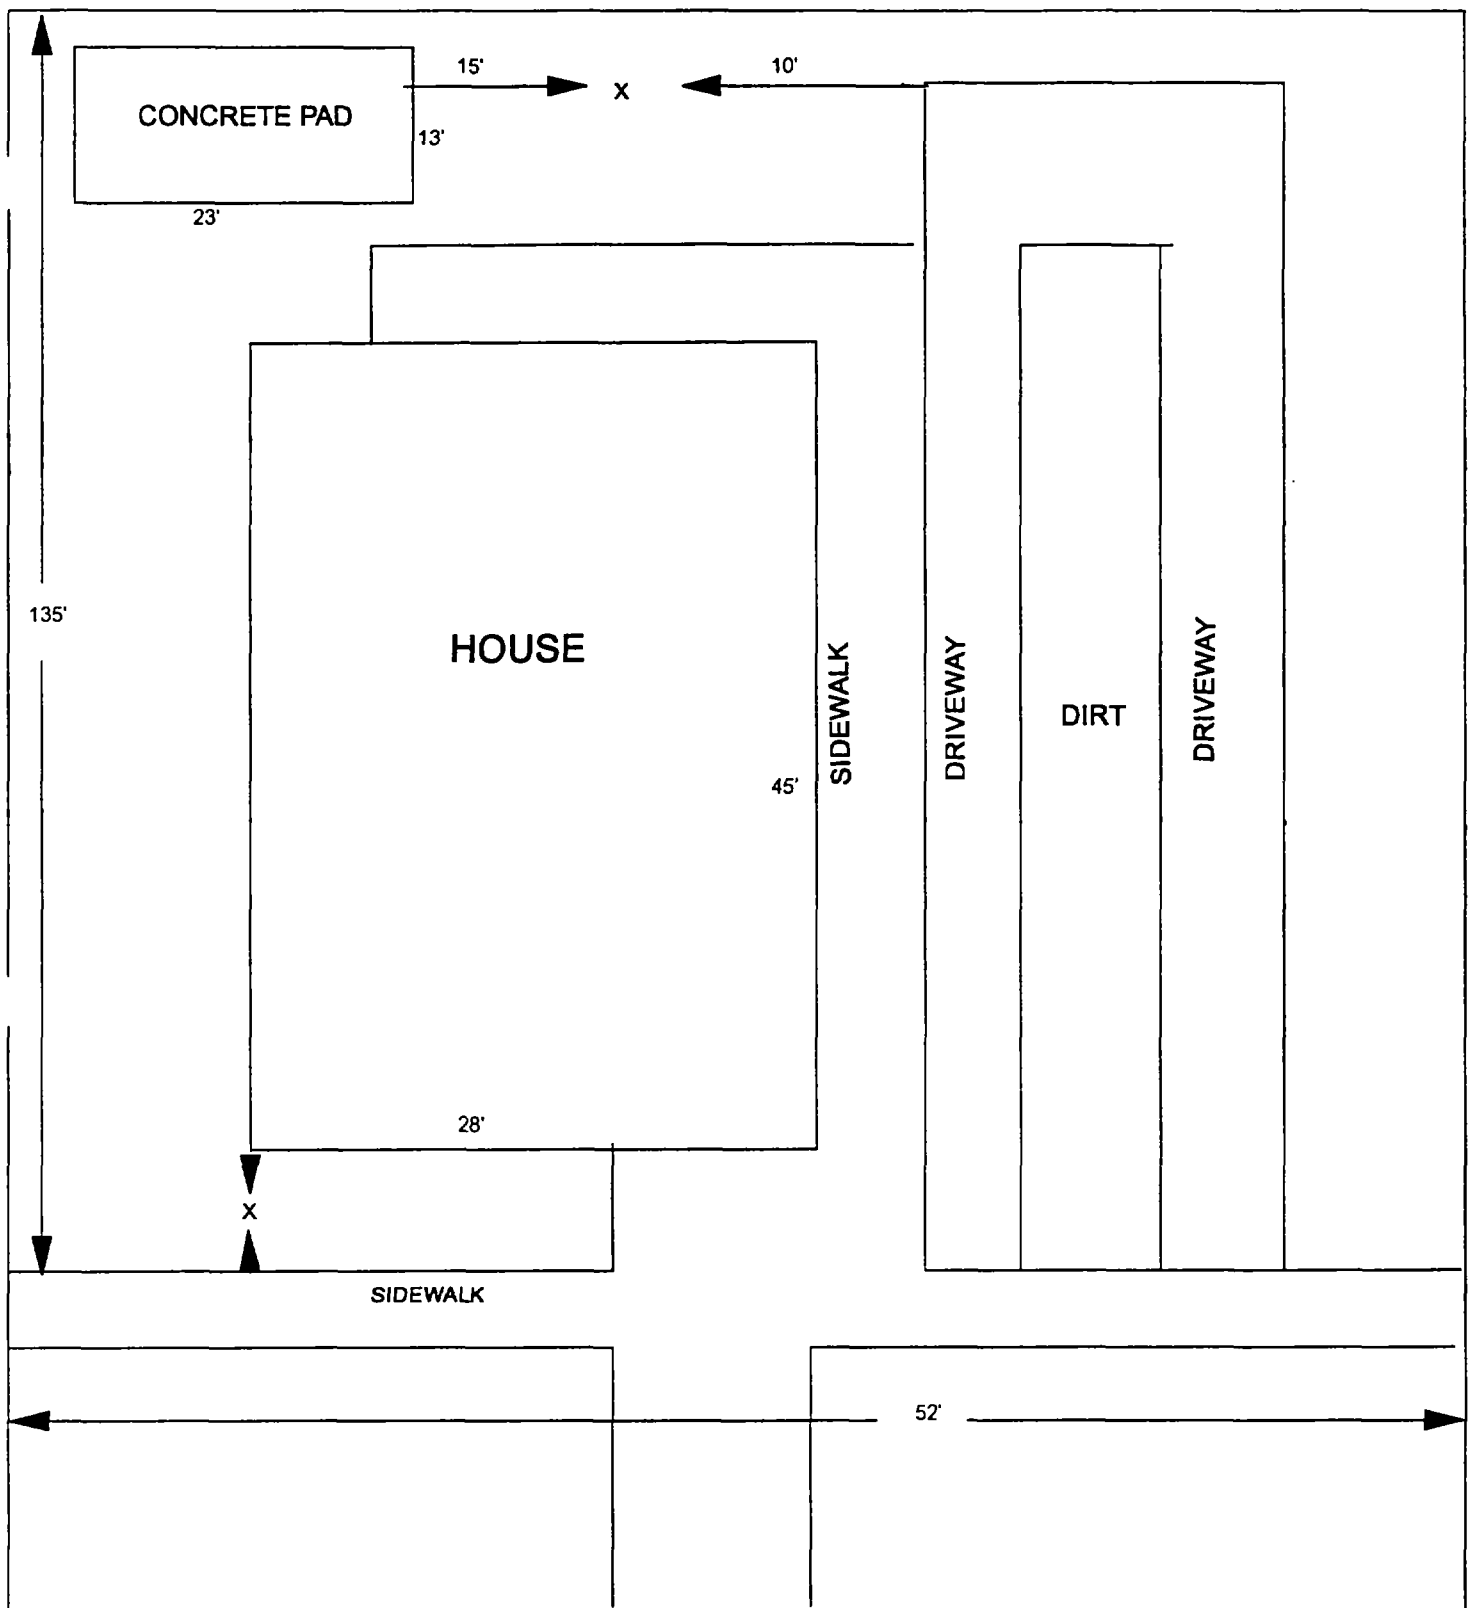 15'
X
10'
CONCRETE PAD
13'
23'
135'
HOUSE
SIDEWALK
DRIVEWAY
DIRT
DRIVEWAY
45'
28'
X
SIDEWALK
52'